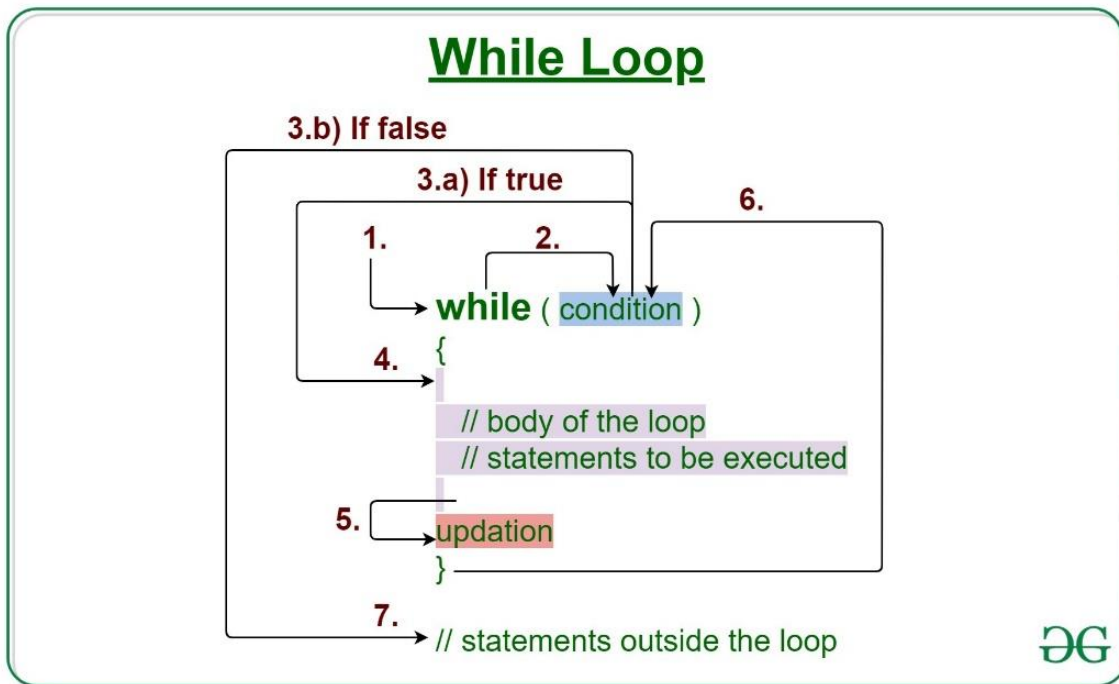 While Loop
3.b) If false
3.a) If true
6.
1.
2.
while ( condition )
{
4.
// body of the loop
// statements to be executed
5.
updation
}
7.
// statements outside the loop